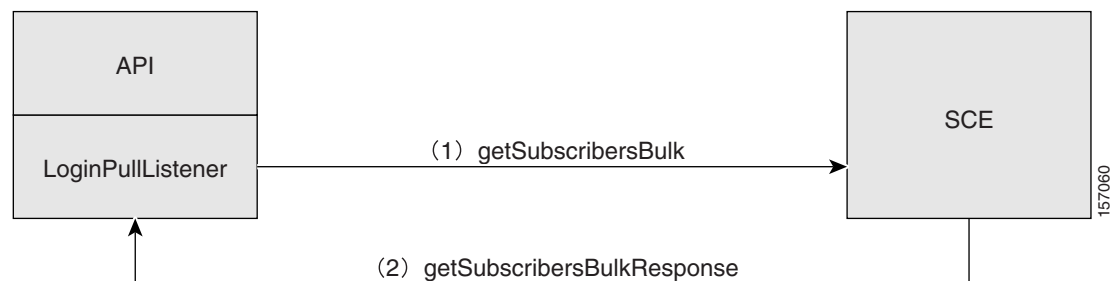 API
LoginPullListener
（1）getSubscribersBulk
SCE
157060
（2）getSubscribersBulkResponse